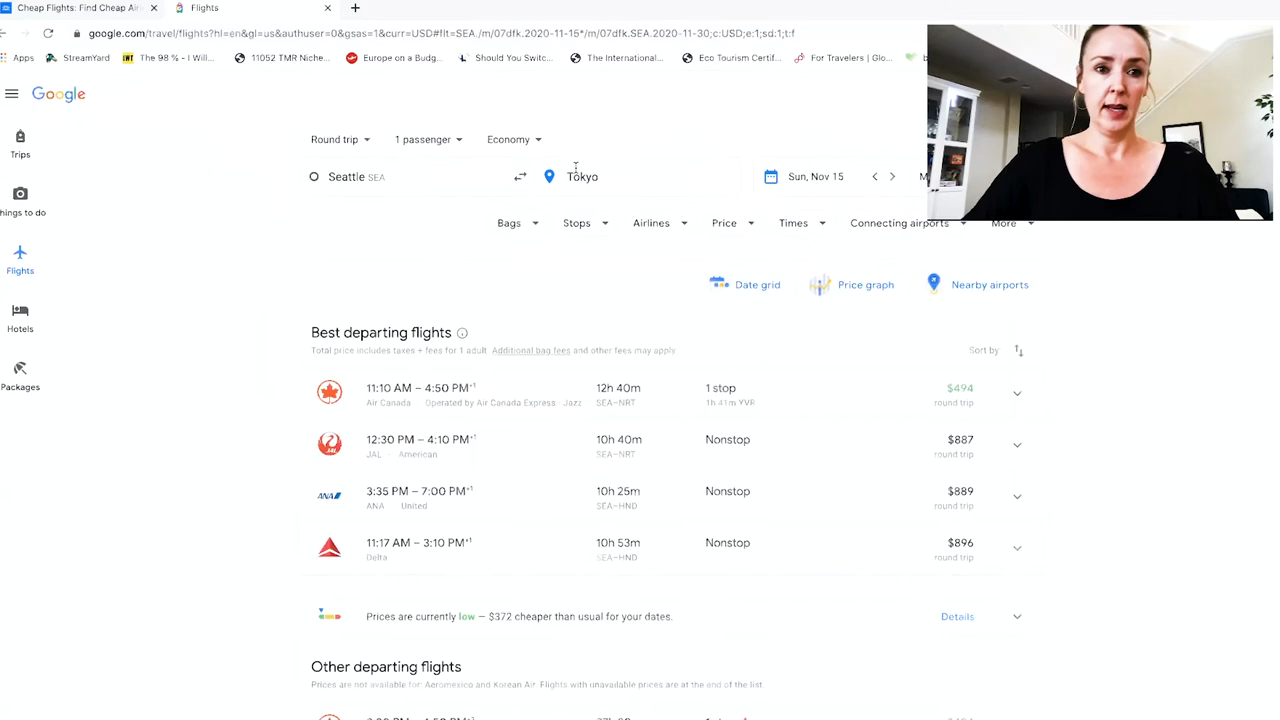 Cheap Flights: Find Cheap Airli
Flights
google.com/travel/flights?hl=en&gl=us&authuser=0&gsas=1&curr=USD#flt=SEA./m/07dfk.2020-11-15*/m/07dfk.SEA.2020-11-30;c:USD;e:1;sd:1;t:f
Apps StreamYard The 98 % - I Will... 11052 TMR Niche... Europe on a Budg... Should You Switc... The International... Eco Tourism Certif... For Travelers | Glo...
Google
Round trip 1 passenger Economy
Trips
Seattle SEA Tokyo Sun, Nov 15
hings to do
Bags Stops Airlines Price Times Connecting airports More
Flights
Date grid Price graph Nearby airports
Hotels
Best departing flights
Total price includes taxes + fees for 1 adult Additional bag fees and other fees may apply
Sort by
Packages
11:10 AM – 4:50 PM+1 12h 40m 1 stop $494
Air Canada Operated by Air Canada Express - Jazz SEA–NRT 1h 41m YVR round trip
JAL
12:30 PM – 4:10 PM+1 10h 40m Nonstop $887
JAL American SEA–NRT round trip
ANA
3:35 PM – 7:00 PM+1 10h 25m Nonstop $889
ANA United SEA–HND round trip
11:17 AM – 3:10 PM+1 10h 53m Nonstop $896
Delta SEA–HND round trip
Prices are currently low — $372 cheaper than usual for your dates. Details
Other departing flights
Prices are not available for: Aeromexico and Korean Air. Flights with unavailable prices are at the end of the list.